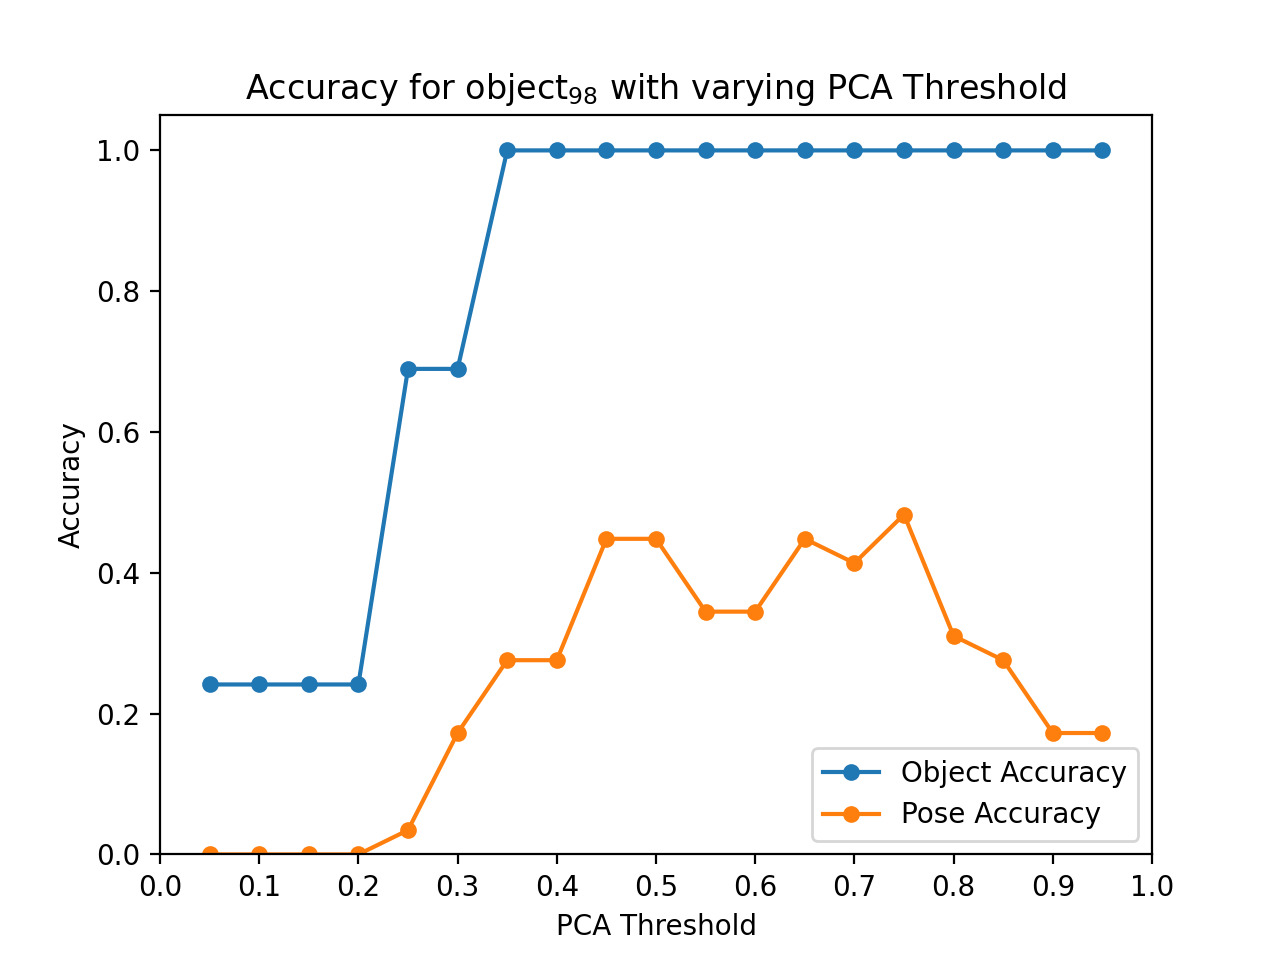 Accuracy for object₉₈ with varying PCA Threshold
1.0
0.8
0.6
0.4
0.2
0.0
Accuracy
Object Accuracy
Pose Accuracy
0.0 0.1 0.2 0.3 0.4 0.5 0.6 0.7 0.8 0.9 1.0
PCA Threshold